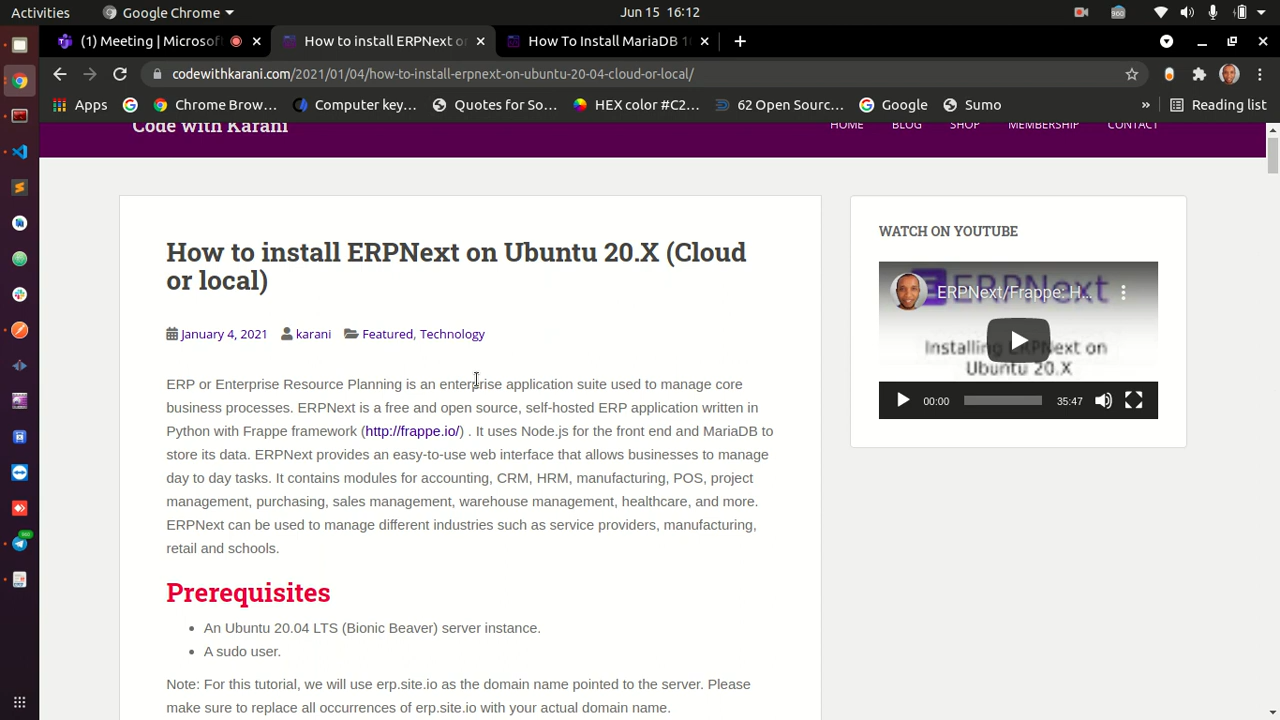 Activities
Google Chrome
Jun 15 16:12
(1) Meeting | Microsof
How to install ERPNext or
How To Install MariaDB 1
codewithkarani.com/2021/01/04/how-to-install-erpnext-on-ubuntu-20-04-cloud-or-local/
Apps
Chrome Brow...
Computer key...
Quotes for So...
HEX color #C2...
62 Open Sourc...
Google
Sumo
»
Reading list
Code with Karani
HOME
BLOG
SHOP
MEMBERSHIP
CONTACT
How to install ERPNext on Ubuntu 20.X (Cloud
or local)
January 4, 2021
karani
Featured, Technology
ERP or Enterprise Resource Planning is an enterprise application suite used to manage core
business processes. ERPNext is a free and open source, self-hosted ERP application written in
Python with Frappe framework (http://frappe.io/) . It uses Node.js for the front end and MariaDB to
store its data. ERPNext provides an easy-to-use web interface that allows businesses to manage
day to day tasks. It contains modules for accounting, CRM, HRM, manufacturing, POS, project
management, purchasing, sales management, warehouse management, healthcare, and more.
ERPNext can be used to manage different industries such as service providers, manufacturing,
retail and schools.
Prerequisites
An Ubuntu 20.04 LTS (Bionic Beaver) server instance.
A sudo user.
Note: For this tutorial, we will use erp.site.io as the domain name pointed to the server. Please
make sure to replace all occurrences of erp.site.io with your actual domain name.
WATCH ON YOUTUBE
ERPNext/Frappe: H...
Installing ERPNext on
Ubuntu 20.X
00:00
35:47